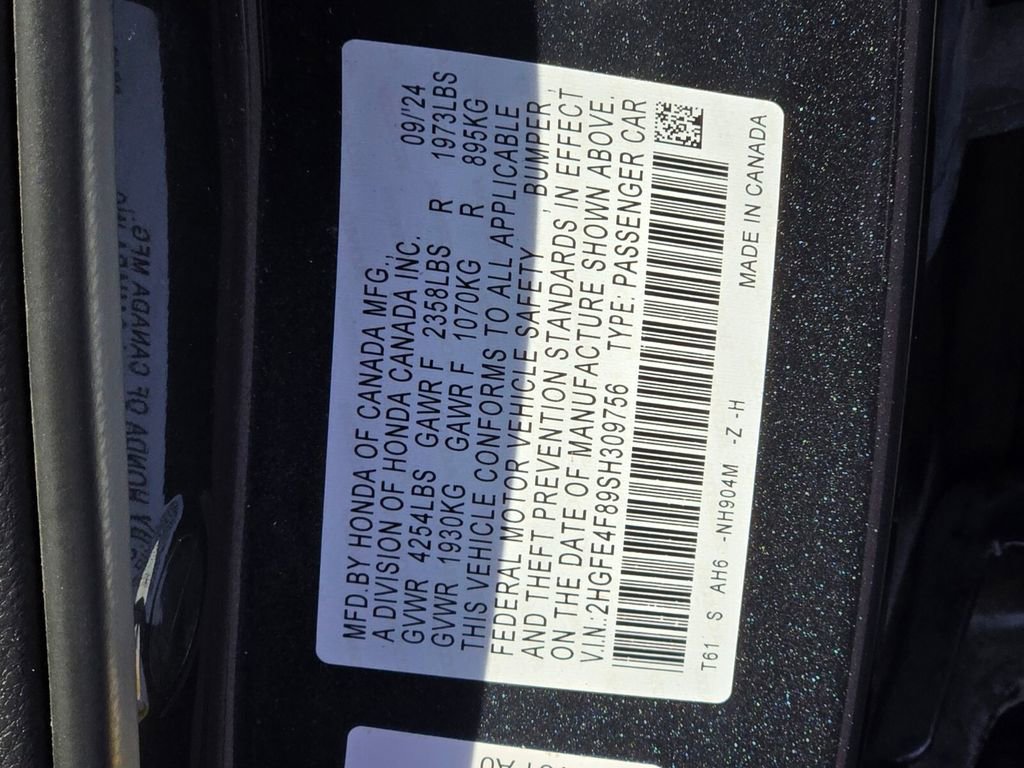 MFD.BY HONDA OF CANADA MFG.,
A DIVISION OF HONDA CANADA INC. 09/'24
GVWR 4254LBS GAWR F 2358LBS R 1973LBS
GVWR 1930KG GAWR F 1070KG R 895KG
THIS VEHICLE CONFORMS TO ALL APPLICABLE
FEDERAL MOTOR VEHICLE SAFETY, BUMPER,
AND THEFT PREVENTION STANDARDS IN EFFECT
ON THE DATE OF MANUFACTURE SHOWN ABOVE.
V.I.N.:2HGFE4F89SH309756 TYPE: PASSENGER CAR
T61 S AH6 -NH904M -Z -H MADE IN CANADA